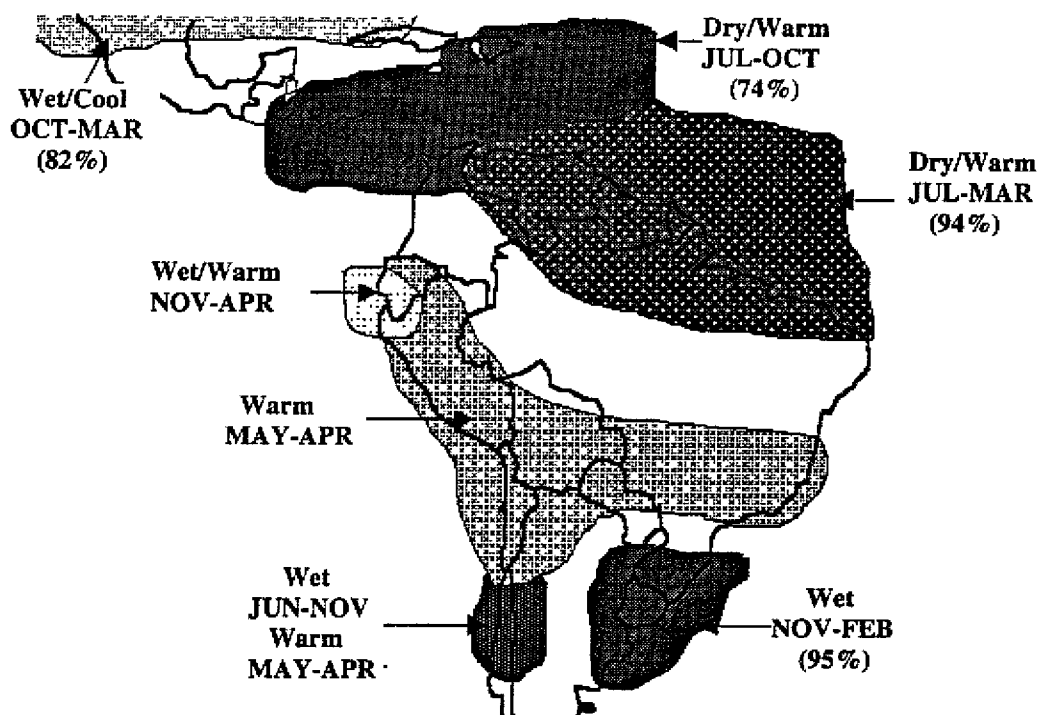 Dry/Warm
JUL-OCT
(74%)
Wet/Cool
OCT-MAR
(82%)
Dry/Warm
JUL-MAR
(94%)
Wet/Warm
NOV-APR
Warm
MAY-APR
Wet
JUN-NOV
Warm
MAY-APR
Wet
NOV-FEB
(95%)